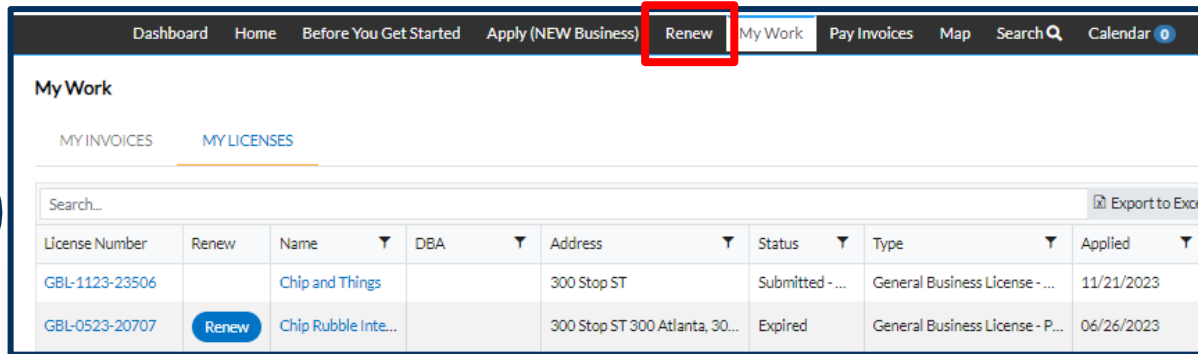 Dashboard Home Before You Get Started Apply (NEW Business) Renew My Work Pay Invoices Map Search Calendar 0
My Work
MY INVOICES MY LICENSES
Search... Export to Exce
License Number Renew Name DBA Address Status Type Applied
GBL-1123-23506 Chip and Things 300 Stop ST Submitted - ... General Business License - ... 11/21/2023
GBL-0523-20707 Renew Chip Rubble Inte... 300 Stop ST 300 Atlanta, 30... Expired General Business License - P... 06/26/2023